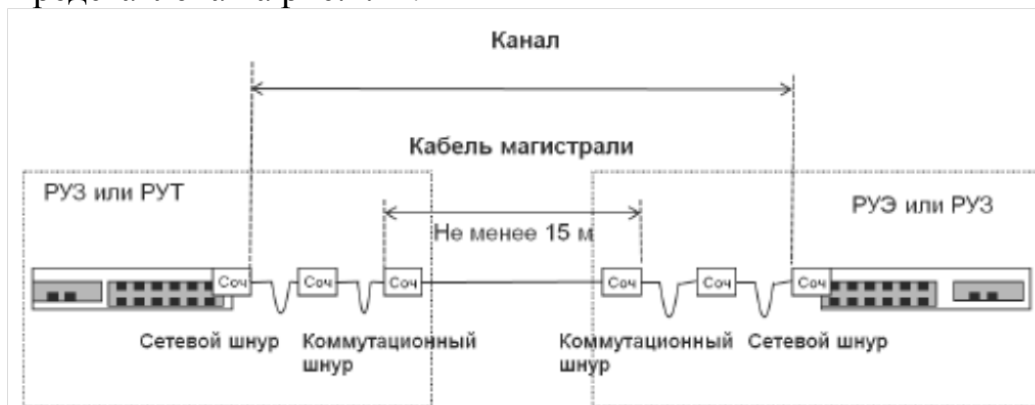 Канал
Кабель магистрали
РУЗ или РУТ
РУЭ или РУЗ
Не менее 15 м
Соч Соч Соч Соч Соч Соч
Сетевой шнур Коммутационный шнур Коммутационный шнур Сетевой шнур